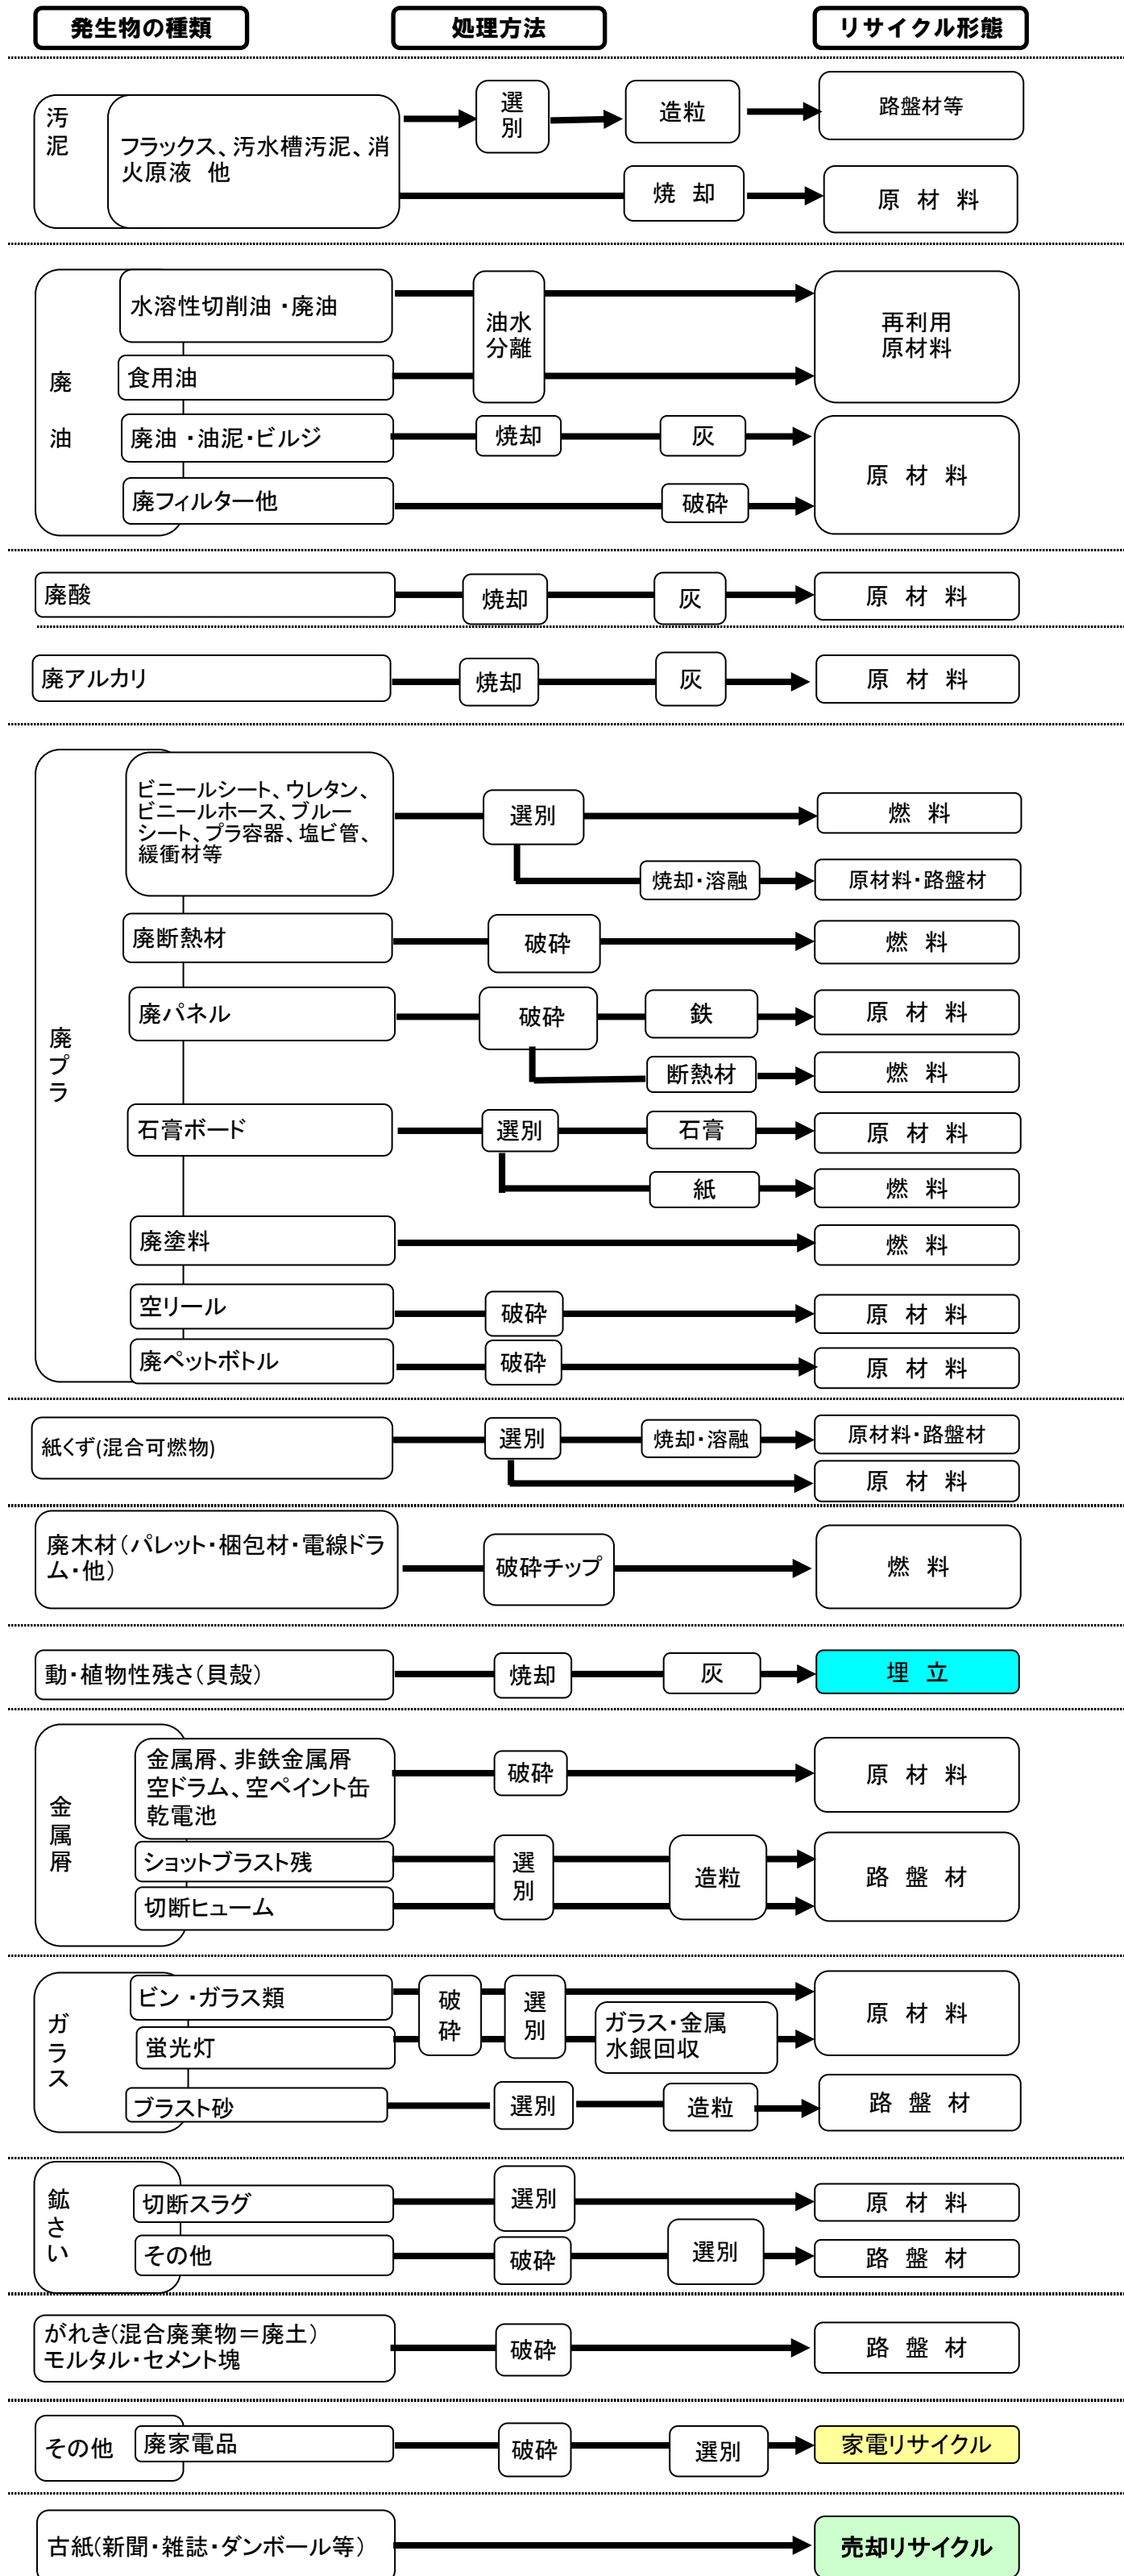 発生物の種類 処理方法 リサイクル形態
汚泥
フラックス、汚水槽汚泥、消
火原液 他
選別
造粒
路盤材等
焼 却
原 材 料
廃油
水溶性切削油・廃油
食用油
油水
分離
再利用
原材料
廃油・油泥・ビルジ
焼却
灰
廃フィルター他
破砕
原 材 料
廃酸
焼却
灰
原 材 料
廃アルカリ
焼却
灰
原 材 料
廃プラ
ビニールシート、ウレタン、
ビニールホース、ブルー
シート、プラ容器、塩ビ管、
緩衝材等
選別
燃 料
焼却・溶融
原材料・路盤材
廃断熱材
破砕
燃 料
廃パネル
破砕
鉄
原 材 料
断熱材
燃 料
石膏ボード
選別
石膏
原 材 料
紙
燃 料
廃塗料
燃 料
空リール
破砕
原 材 料
廃ペットボトル
破砕
原 材 料
紙くず(混合可燃物)
選別
焼却・溶融
原材料・路盤材
原 材 料
廃木材(パレット・梱包材・電線ドラ
ム・他)
破砕チップ
燃 料
動・植物性残さ(貝殻)
焼却
灰
埋 立
金属屑
金属屑、非鉄金属屑
空ドラム、空ペイント缶
乾電池
破砕
原 材 料
ショットブラスト残
切断ヒューム
選別
造粒
路 盤 材
ガラス
ビン・ガラス類
蛍光灯
破砕
選別
ガラス・金属
水銀回収
原 材 料
ブラスト砂
選別
造粒
路 盤 材
鉱さい
切断スラグ
選別
原 材 料
その他
破砕
選別
路 盤 材
がれき(混合廃棄物=廃土)
モルタル・セメント塊
破砕
路 盤 材
その他
廃家電品
破砕
選別
家電リサイクル
古紙(新聞・雑誌・ダンボール等)
売却リサイクル